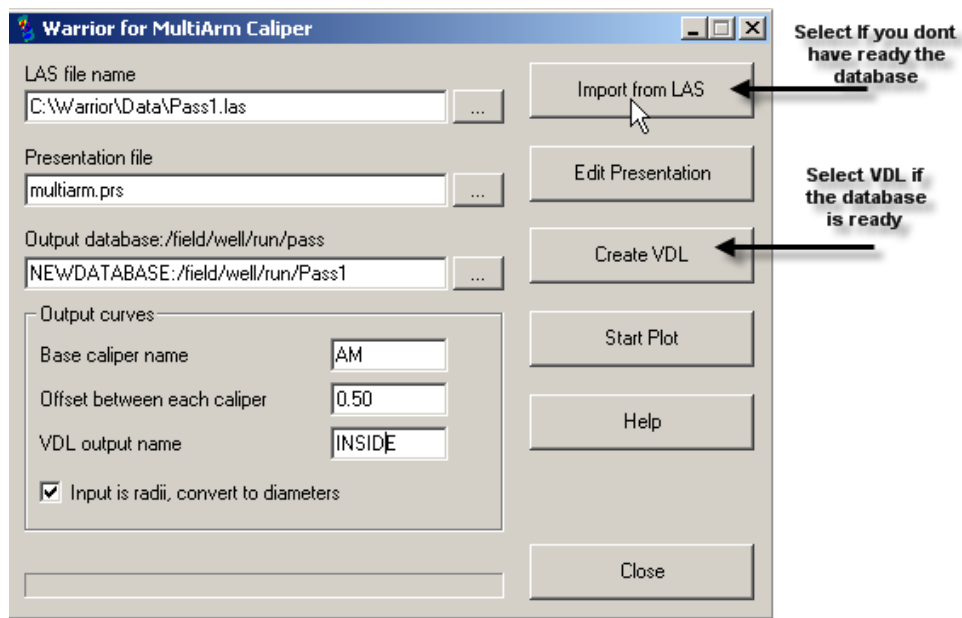 Warrior for MultiArm Caliper
LAS file name
C:\Warrior\Data\Pass1.las
...
Import from LAS
Select If you dont
have ready the
database
Presentation file
multiarm.prs
...
Edit Presentation
Output database:/field/well/run/pass
NEWDATABASE:/field/well/run/Pass1
...
Create VDL
Select VDL if
the database
is ready
Output curves
Base caliper name
AM
Offset between each caliper
0.50
VDL output name
INSIDE
Input is radii, convert to diameters
Start Plot
Help
Close